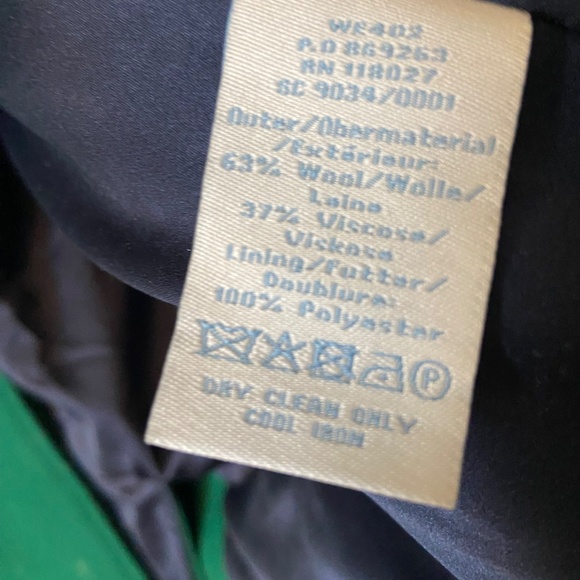 WE402
P.O 869263
RN 118027
SC 9034/0001
Outer/Obermaterial
/Extérieur:
63% Wool/Wolle/
Laine
37% Viscose/
Viskose
Lining/Futter/
Doublure:
100% Polyester
P
DRY CLEAN ONLY
COOL IRON